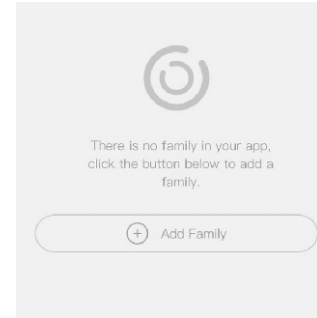 There is no family in your app,
click the button below to add a
family.
Add Family